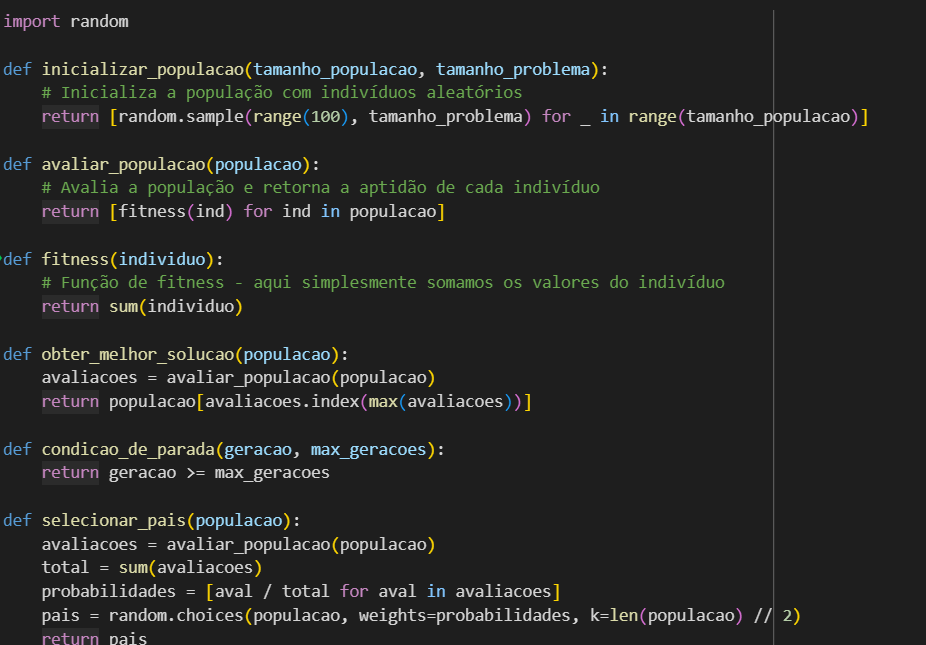 import random
def inicializar_populacao(tamanho_populacao, tamanho_problema):
    # Inicializa a população com indivíduos aleatórios
    return [random.sample(range(100), tamanho_problema) for _ in range(tamanho_populacao)]
def avaliar_populacao(populacao):
    # Avalia a população e retorna a aptidão de cada indivíduo
    return [fitness(ind) for ind in populacao]
def fitness(individuo):
    # Função de fitness - aqui simplesmente somamos os valores do indivíduo
    return sum(individuo)
def obter_melhor_solucao(populacao):
    avaliacoes = avaliar_populacao(populacao)
    return populacao[avaliacoes.index(max(avaliacoes))]
def condicao_de_parada(geracao, max_geracoes):
    return geracao >= max_geracoes
def selecionar_pais(populacao):
    avaliacoes = avaliar_populacao(populacao)
    total = sum(avaliacoes)
    probabilidades = [aval / total for aval in avaliacoes]
    pais = random.choices(populacao, weights=probabilidades, k=len(populacao) // 2)
    return pais